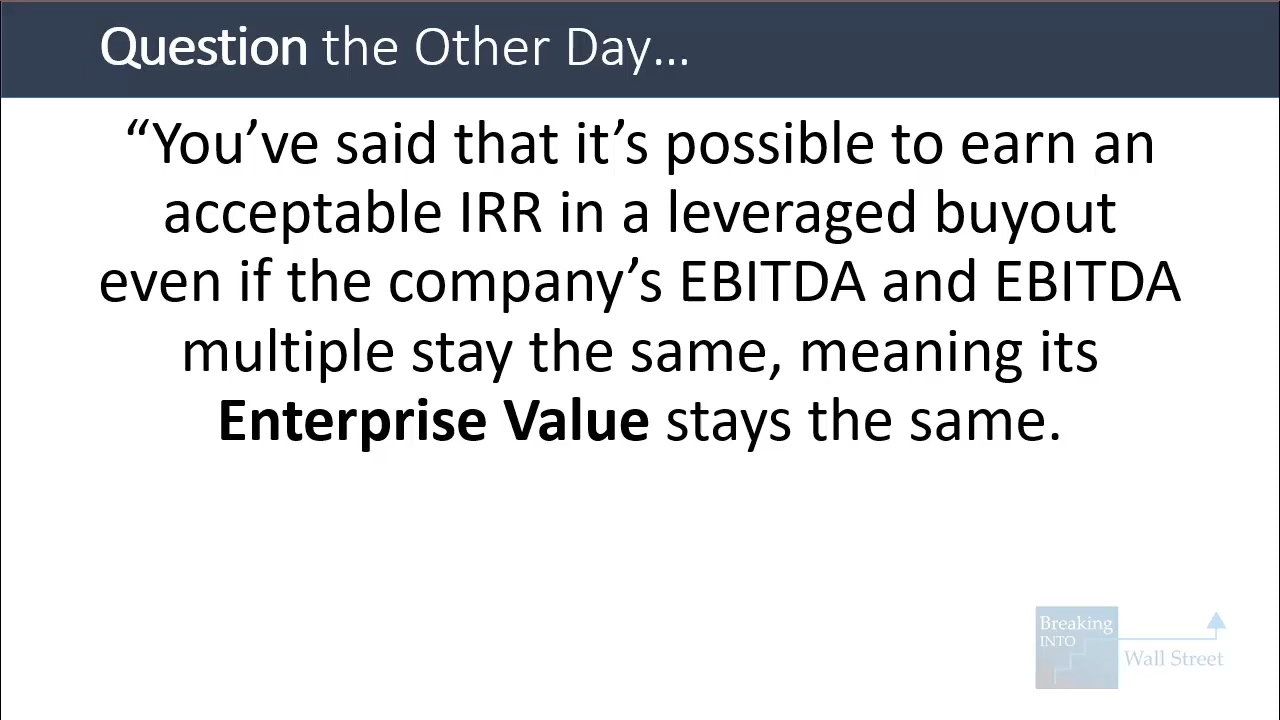 Question the Other Day...
“You’ve said that it’s possible to earn an
acceptable IRR in a leveraged buyout
even if the company’s EBITDA and EBITDA
multiple stay the same, meaning its
Enterprise Value stays the same.
Breaking
INTO
Wall Street